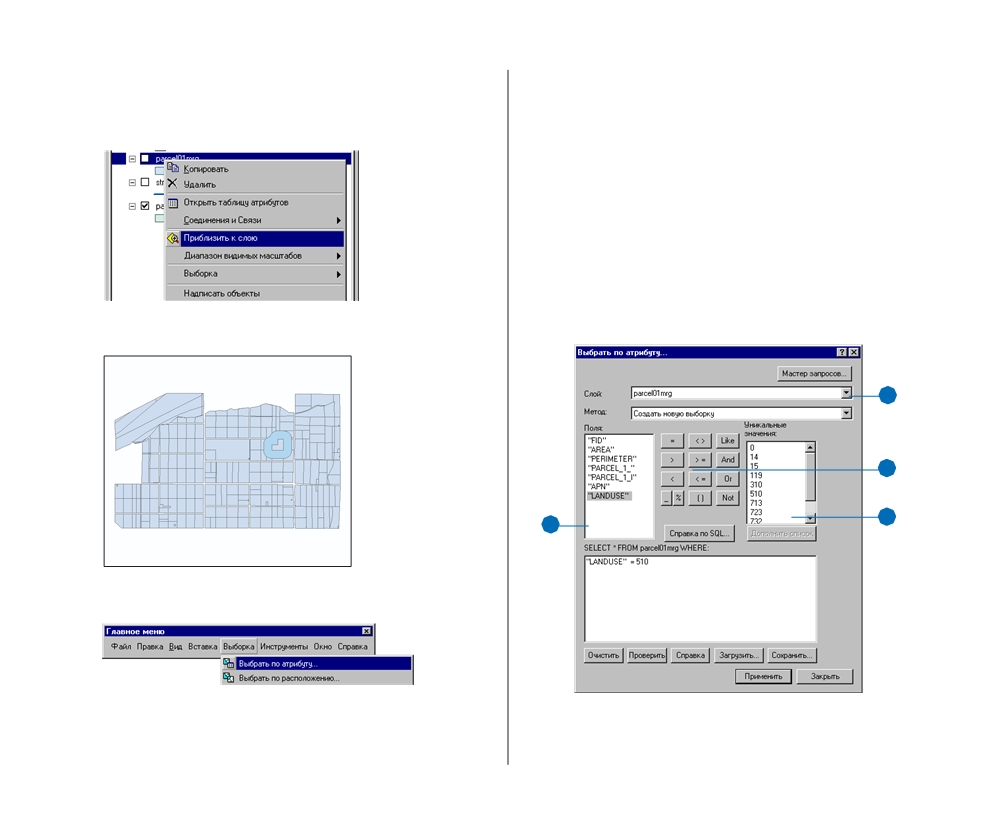 parcel01mrg
Копировать
str
Удалить
pa
Открыть таблицу атрибутов
Соединения и Связи
Приблизить к слою
Диапазон видимых масштабов
Выборка
Надписать объекты
Главное меню
Файл Правка Вид Вставка Выборка Инструменты Окно Справка
Выбрать по атрибуту...
Выбрать по расположению...
Выбрать по атрибуту...
Мастер запросов...
Слой: parcel01mrg
Метод: Создать новую выборку
Поля:
Уникальные
значения:
"FID"
"AREA"
"PERIMETER"
"PARCEL_1_"
"PARCEL_1_I"
"APN"
"LANDUSE"
= < > Like
> > = And
< < = Or
_ % ( ) Not
0
14
15
119
310
510
713
723
732
Справка по SQL...
Дополнить список
SELECT * FROM parcel01mrg WHERE:
"LANDUSE" = 510
Очистить Проверить Справка Загрузить... Сохранить...
Применить Закрыть